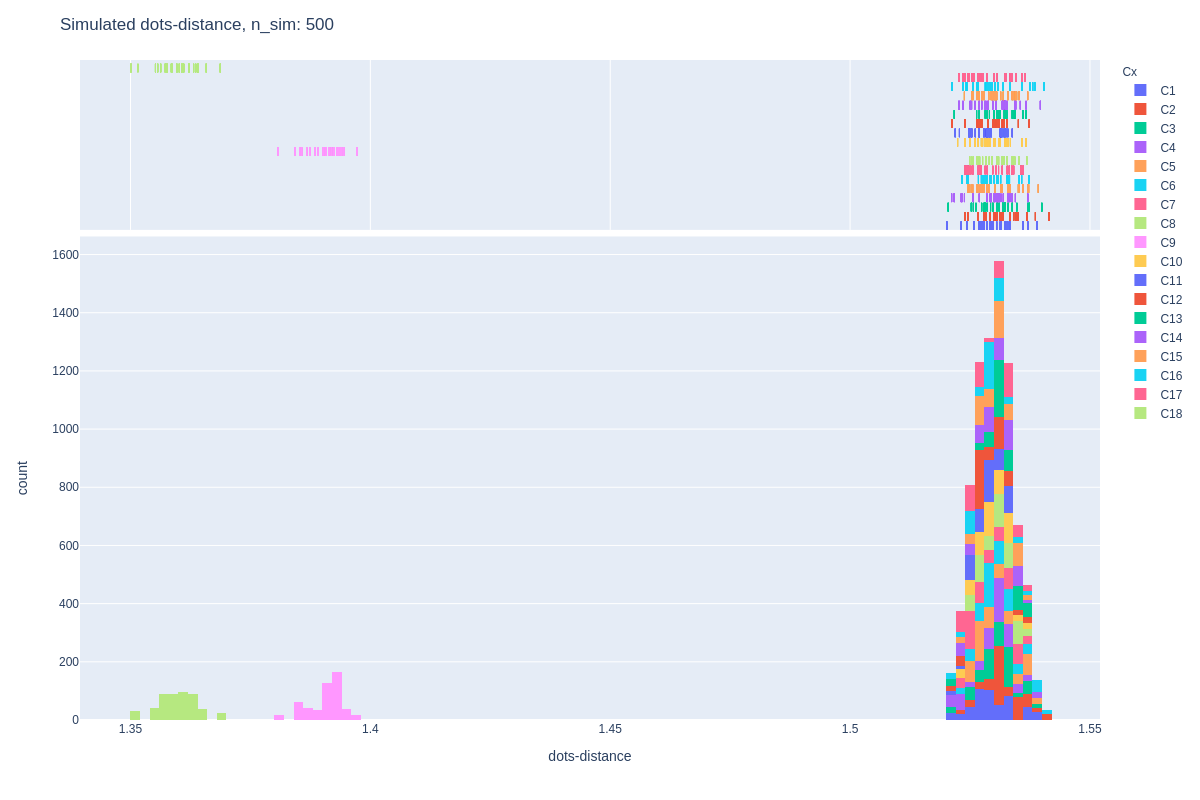 Simulated dots-distance, n_sim: 500
Cx
C1
C2
C3
C4
C5
C6
C7
C8
C9
C10
C11
C12
C13
C14
C15
C16
C17
C18
1600
1400
1200
1000
800
600
400
200
0
count
1.35
1.4
1.45
1.5
1.55
dots-distance